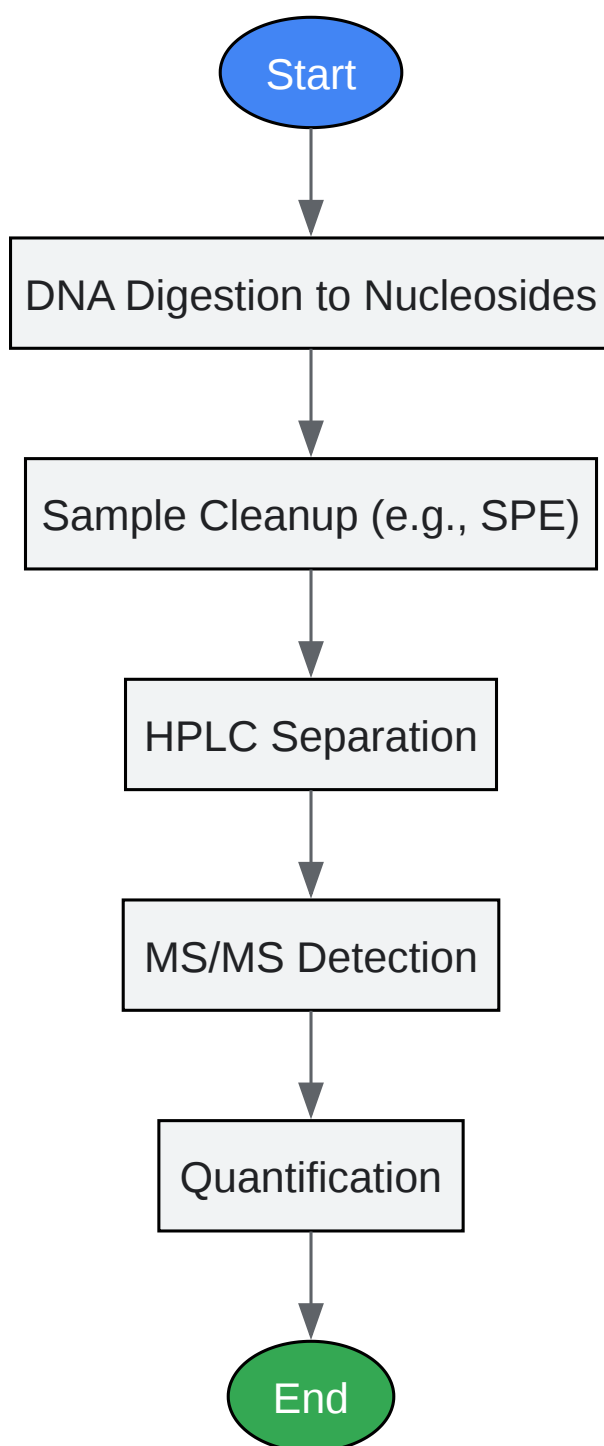 Start
DNA Digestion to Nucleosides
Sample Cleanup (e.g., SPE)
HPLC Separation
MS/MS Detection
Quantification
End